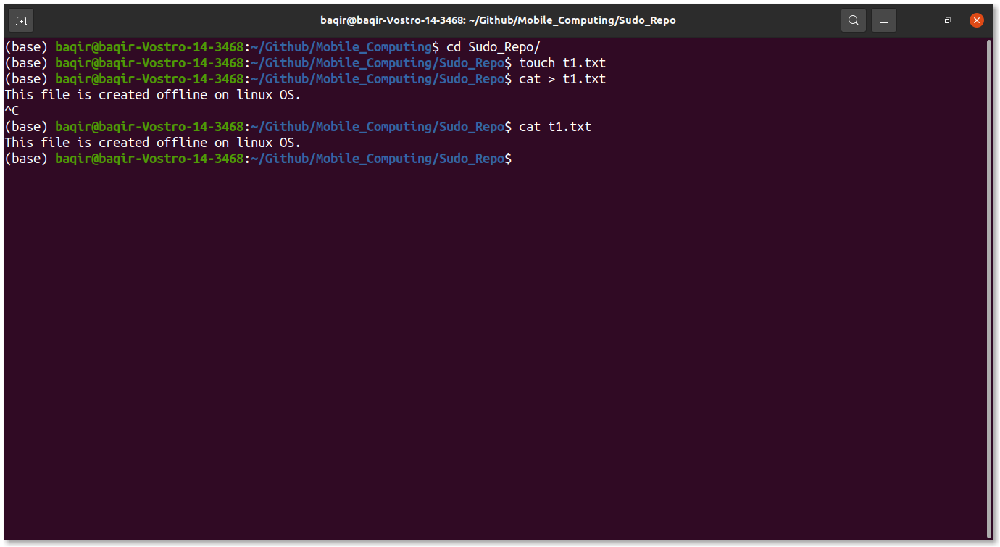 baqir@baqir-Vostro-14-3468: ~/Github/Mobile_Computing/Sudo_Repo
(base) baqir@baqir-Vostro-14-3468:~/Github/Mobile_Computing$ cd Sudo_Repo/
(base) baqir@baqir-Vostro-14-3468:~/Github/Mobile_Computing/Sudo_Repo$ touch t1.txt
(base) baqir@baqir-Vostro-14-3468:~/Github/Mobile_Computing/Sudo_Repo$ cat > t1.txt
This file is created offline on linux OS.
^C
(base) baqir@baqir-Vostro-14-3468:~/Github/Mobile_Computing/Sudo_Repo$ cat t1.txt
This file is created offline on linux OS.
(base) baqir@baqir-Vostro-14-3468:~/Github/Mobile_Computing/Sudo_Repo$